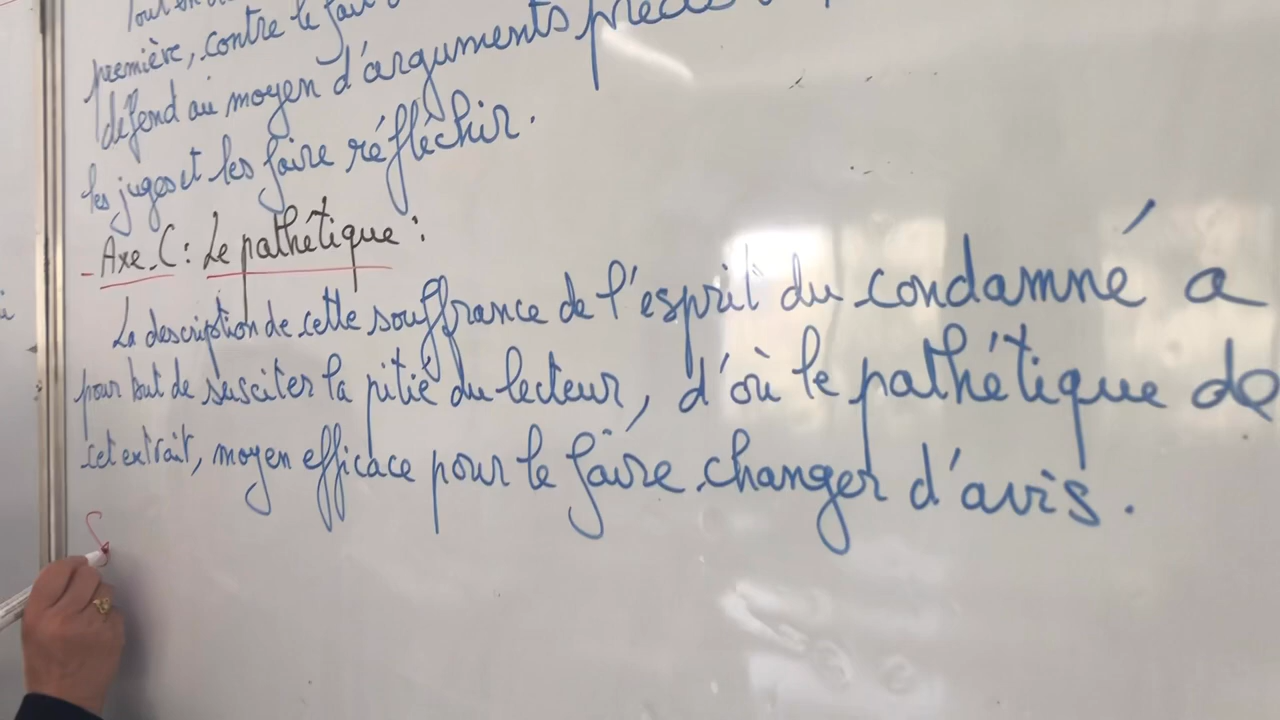 Tout
première, contre le fait
défend au moyen d'arguments
les juges et les faire réfléchir.
- Axe C : Le pathétique :
La description de cette souffrance de l'esprit du condamné a
pour but de susciter la pitié du lecteur, d'où le pathétique de
cet extrait, moyen efficace pour le faire changer d'avis.